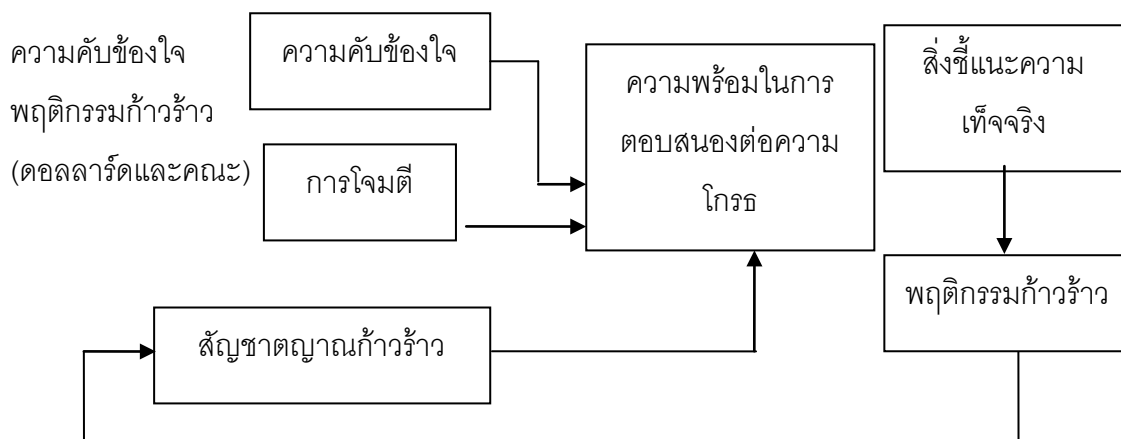 ความคับข้องใจ
พฤติกรรมก้าวร้าว
(ดอลลาร์ดและคณะ)
ความคับข้องใจ
การโจมตี
ความพร้อมในการ
ตอบสนองต่อความ
โกรธ
สิ่งชี้แนะความ
เท็จจริง
พฤติกรรมก้าวร้าว
สัญชาตญาณก้าวร้าว